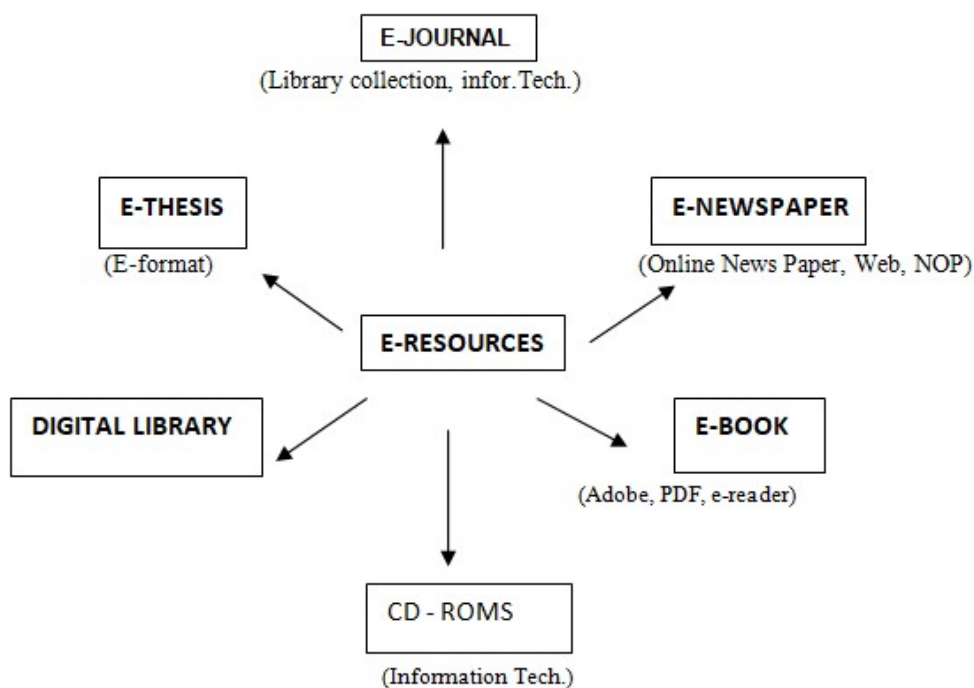 E-JOURNAL
(Library collection, infor.Tech.)
E-THESIS
(E-format)
E-NEWSPAPER
(Online News Paper, Web, NOP)
E-RESOURCES
DIGITAL LIBRARY
E-BOOK
(Adobe, PDF, e-reader)
CD - ROMS
(Information Tech.)